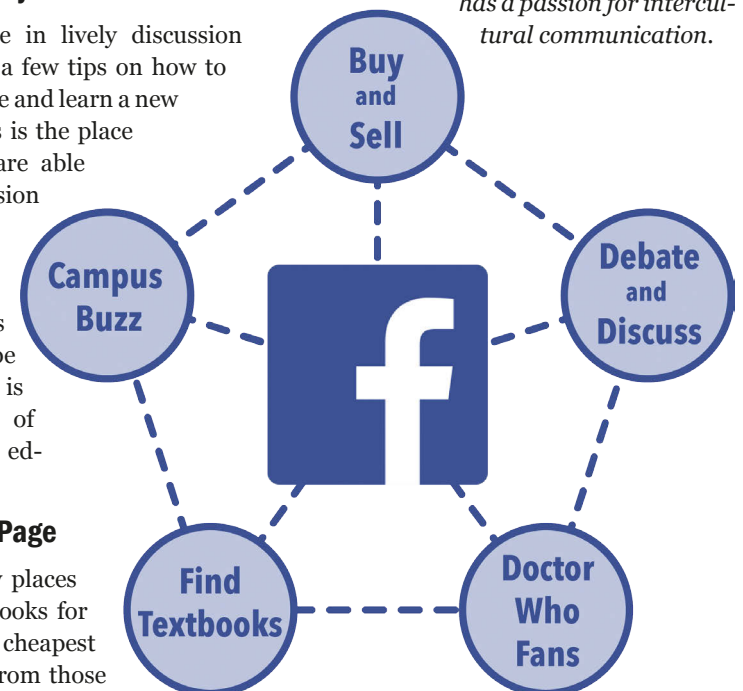 e in lively discussion
a few tips on how to
e and learn a new
s is the place
are able
sion
s
is
of
ed-
Page
places
ooks for
cheapest
rom those
has a passion for intercul-
tural communication.
Buy
and
Sell
Campus
Buzz
f
Debate
and
Discuss
Find
Textbooks
Doctor
Who
Fans